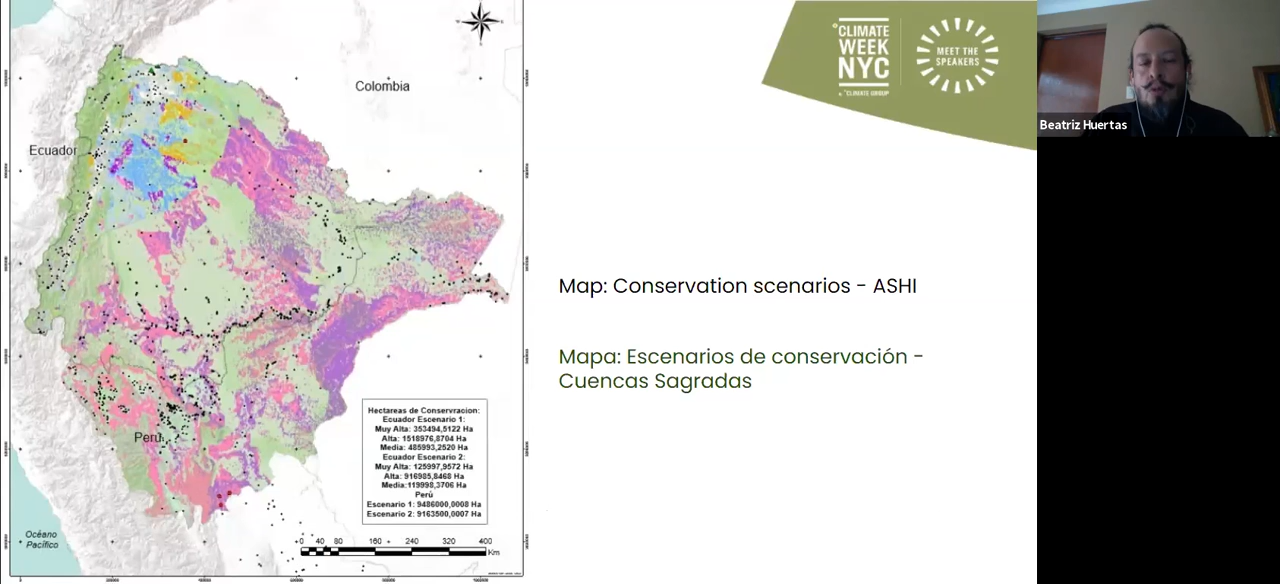 Colombia
Ecuador
Perú
Océano
Pacífico
Hectareas de Conservracion:
Ecuador Escenario 1:
Muy Alta: 353494,5122 Ha
Alta: 1518976,8704 Ha
Media: 485993,2520 Ha
Ecuador Escenario 2:
Muy Alta: 125997,9572 Ha
Alta: 916985,8468 Ha
Media:119998,3706 Ha
Perú
Escenario 1: 9486000,0008 Ha
Escenario 2: 9163500,0007 Ha
0 40 80 160 240 320 400
Km
°CLIMATE
WEEK
NYC
°CLIMATE GROUP
MEET THE
SPEAKERS
Map: Conservation scenarios - ASHI
Mapa: Escenarios de conservación -
Cuencas Sagradas
Beatriz Huertas